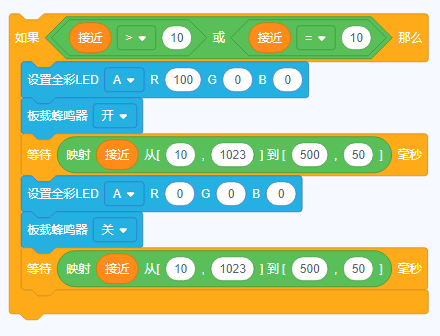 如果 接近 > 10 或 接近 = 10 那么
设置全彩LED A R 100 G 0 B 0
板载蜂鸣器 开
等待 映射 接近 从[ 10 , 1023 ] 到 [ 500 , 50 ] 毫秒
设置全彩LED A R 0 G 0 B 0
板载蜂鸣器 关
等待 映射 接近 从[ 10 , 1023 ] 到 [ 500 , 50 ] 毫秒